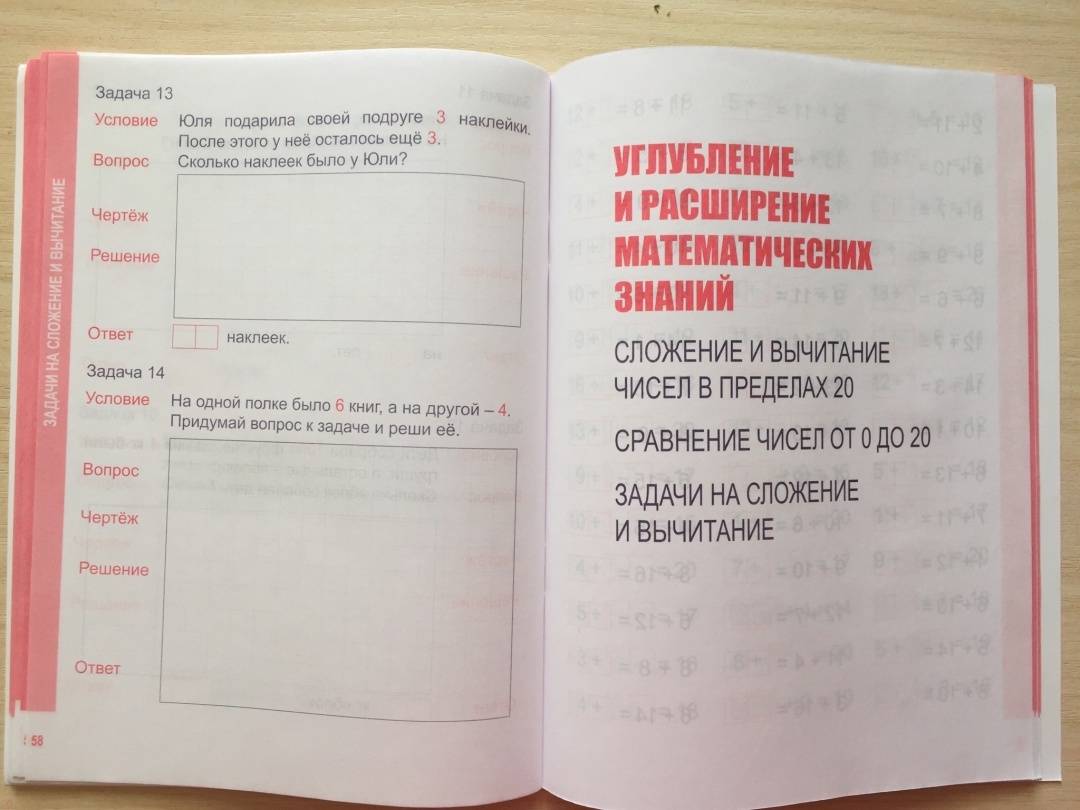 ЗАДАЧИ НА СЛОЖЕНИЕ И ВЫЧИТАНИЕ
Задача 13
Условие Юля подарила своей подруге 3 наклейки.
После этого у неё осталось ещё 3.
Вопрос Сколько наклеек было у Юли?
Чертёж
Решение
Ответ наклеек.
Задача 14
Условие На одной полке было 6 книг, а на другой – 4.
Придумай вопрос к задаче и реши её.
Вопрос
Чертёж
Решение
Ответ
58
УГЛУБЛЕНИЕ
И РАСШИРЕНИЕ
МАТЕМАТИЧЕСКИХ
ЗНАНИЙ
СЛОЖЕНИЕ И ВЫЧИТАНИЕ
ЧИСЕЛ В ПРЕДЕЛАХ 20
СРАВНЕНИЕ ЧИСЕЛ ОТ 0 ДО 20
ЗАДАЧИ НА СЛОЖЕНИЕ
И ВЫЧИТАНИЕ